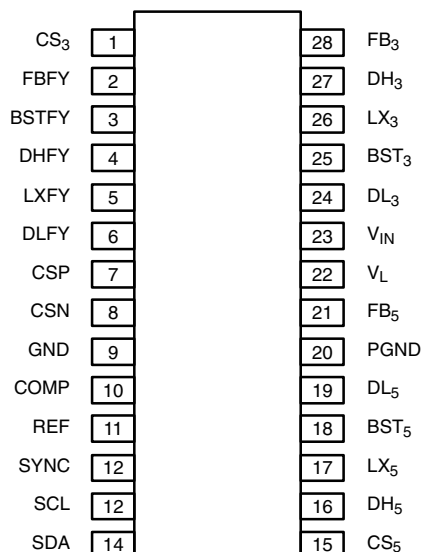 CS3 1 28 FB3
FBFY 2 27 DH3
BSTFY 3 26 LX3
DHFY 4 25 BST3
LXFY 5 24 DL3
DLFY 6 23 VIN
CSP 7 22 VL
CSN 8 21 FB5
GND 9 20 PGND
COMP 10 19 DL5
REF 11 18 BST5
SYNC 12 17 LX5
SCL 12 16 DH5
SDA 14 15 CS5